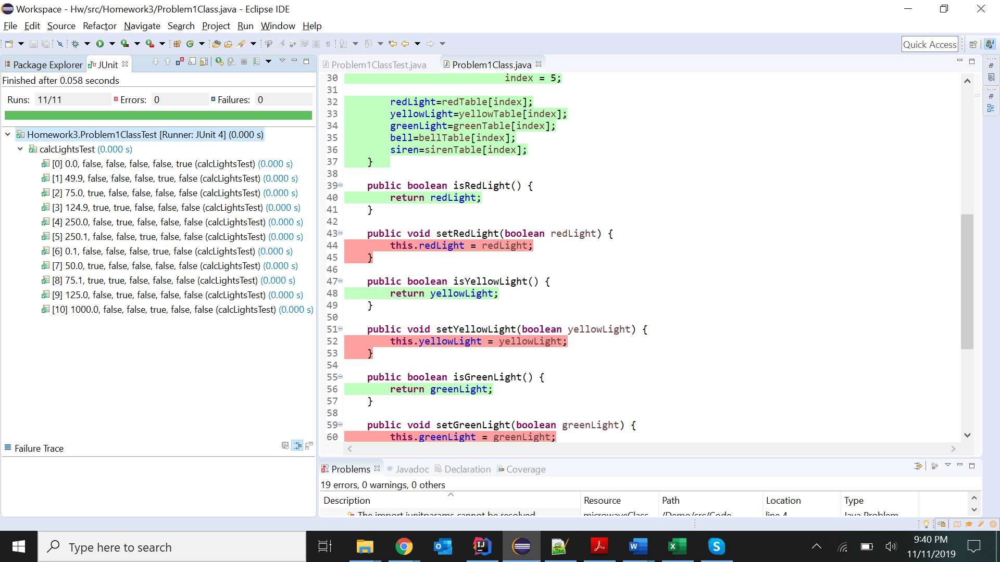 Workspace - Hw/src/Homework3/Problem1Class.java - Eclipse IDE
File Edit Source Refactor Navigate Search Project Run Window Help
Quick Access
Package Explorer JUnit
Finished after 0.058 seconds
Runs: 11/11 Errors: 0 Failures: 0
Homework3.Problem1ClassTest [Runner: JUnit 4] (0.000 s)
calcLightsTest (0.000 s)
[0] 0.0, false, false, false, false, true (calcLightsTest) (0.000 s)
[1] 49.9, false, false, false, true, false (calcLightsTest) (0.000 s)
[2] 75.0, true, false, false, false, false (calcLightsTest) (0.000 s)
[3] 124.9, true, true, false, false, false (calcLightsTest) (0.000 s)
[4] 250.0, false, true, false, false, false (calcLightsTest) (0.000 s)
[5] 250.1, false, false, true, false, false (calcLightsTest) (0.000 s)
[6] 0.1, false, false, false, true, false (calcLightsTest) (0.000 s)
[7] 50.0, true, false, false, false, false (calcLightsTest) (0.000 s)
[8] 75.1, true, true, false, false, false (calcLightsTest) (0.000 s)
[9] 125.0, false, true, false, false, false (calcLightsTest) (0.000 s)
[10] 1000.0, false, false, true, false, false (calcLightsTest) (0.000 s)
Failure Trace
Problem1ClassTest.java Problem1Class.java
30 index = 5;
31
32 redLight=redTable[index];
33 yellowLight=yellowTable[index];
34 greenLight=greenTable[index];
35 bell=bellTable[index];
36 siren=sirenTable[index];
37 }
38
39 public boolean isRedLight() {
40 return redLight;
41 }
42
43 public void setRedLight(boolean redLight) {
44 this.redLight = redLight;
45 }
46
47 public boolean isYellowLight() {
48 return yellowLight;
49 }
50
51 public void setYellowLight(boolean yellowLight) {
52 this.yellowLight = yellowLight;
53 }
54
55 public boolean isGreenLight() {
56 return greenLight;
57 }
58
59 public void setGreenLight(boolean greenLight) {
60 this.greenLight = greenLight;
Problems Javadoc Declaration Coverage
19 errors, 0 warnings, 0 others
Description Resource Path Location Type
The import junitparams cannot be resolved microwaveClass /Demo/src/Code line 4 Java Problem
Type here to search
9:40 PM
11/11/2019